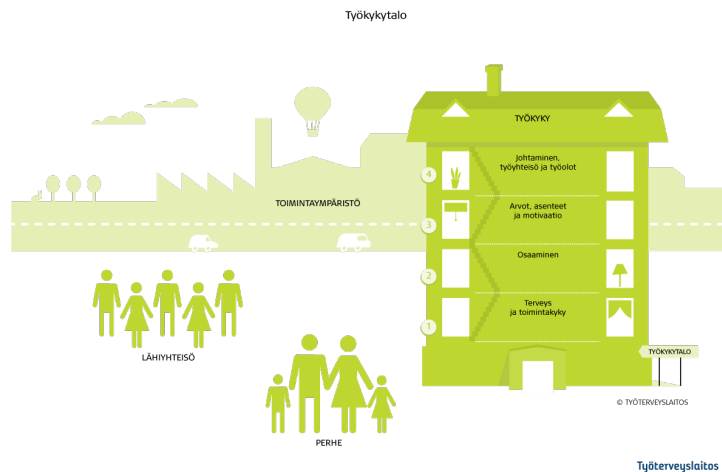 Työkykytalo
TYÖKYKY
4
Johtaminen,
työyhteisö ja työolot
TOIMINTAYMPÄRISTÖ
3
Arvot, asenteet
ja motivaatio
2
Osaaminen
1
Terveys
ja toimintakyky
TYÖKYKYTALO
LÄHIYHTEISÖ
PERHE
© TYÖTERVEYSLAITOS
Työterveyslaitos